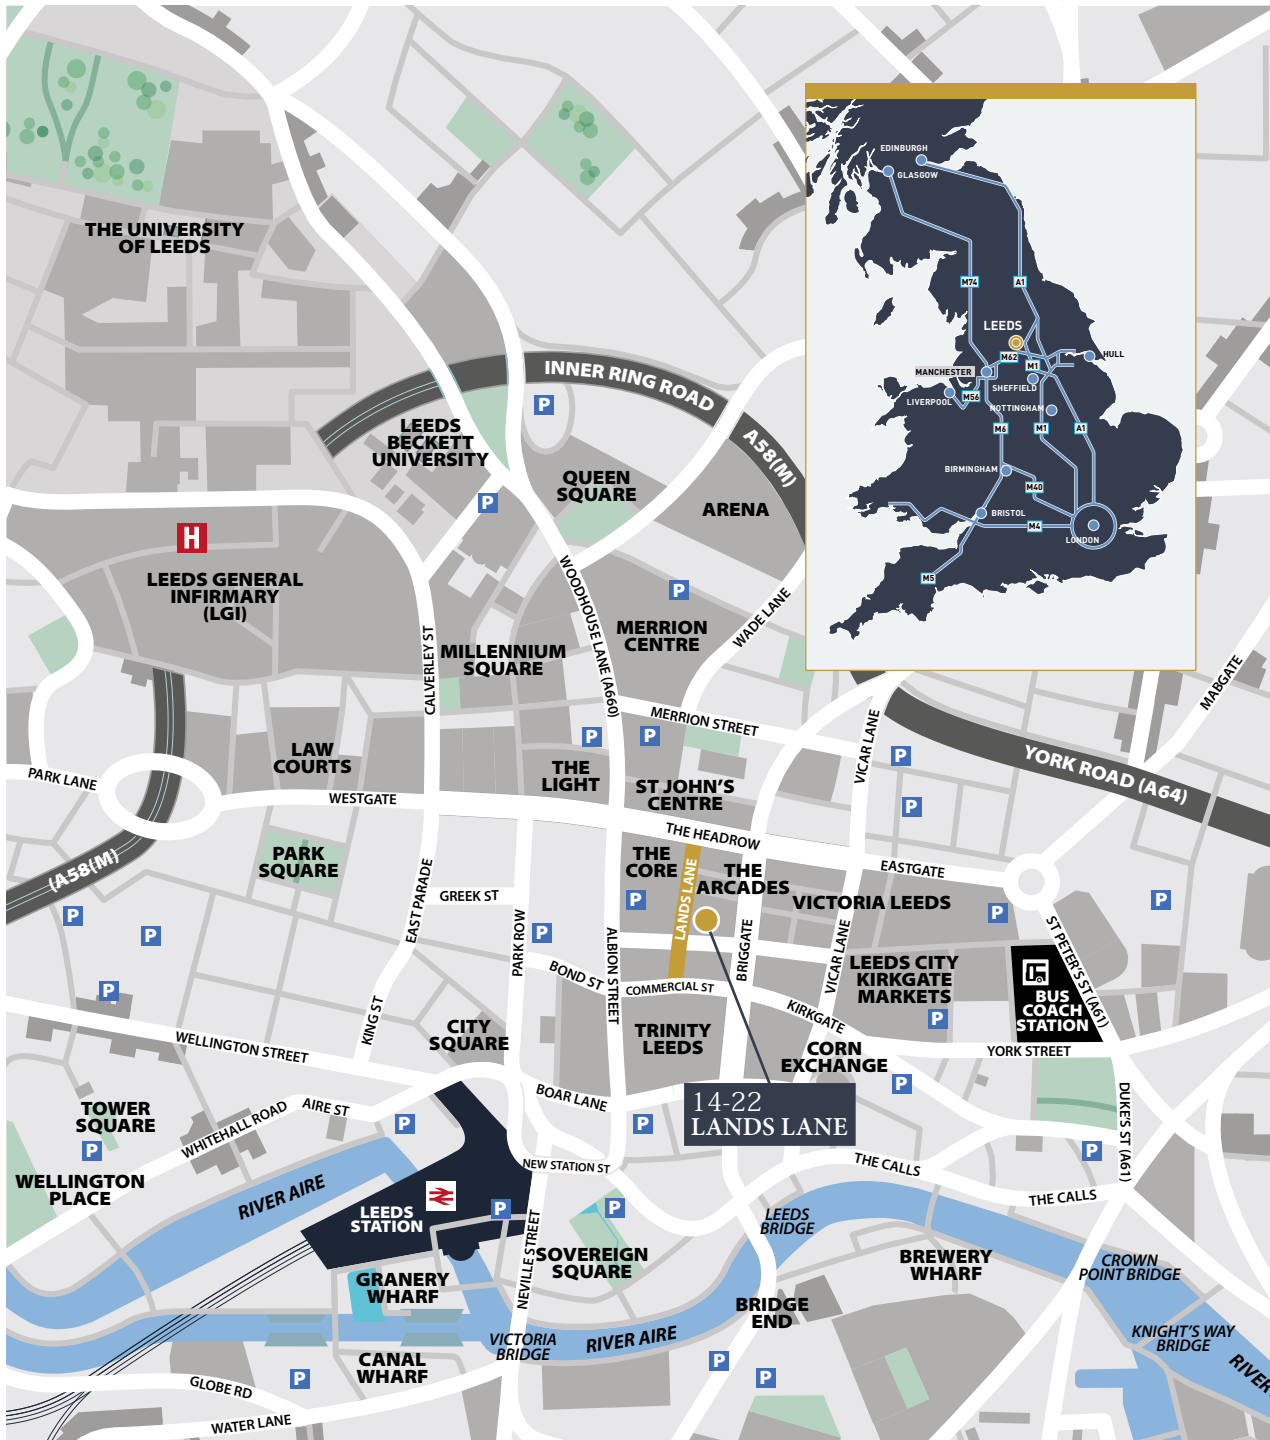 THE UNIVERSITY
OF LEEDS
INNER RING ROAD
A58(M)
LEEDS
BECKETT
UNIVERSITY
P
P
QUEEN
SQUARE
ARENA
H
LEEDS GENERAL
INFIRMARY
(LGI)
WOODHOUSE LANE (A660)
P
MERRION
CENTRE
WADE LANE
CALVERLEY ST
MILLENNIUM
SQUARE
MERRION STREET
VICAR LANE
MABGATE
EDINBURGH
GLASGOW
M74
A1
LEEDS
M62
HULL
M1
MANCHESTER
SHEFFIELD
M56
LIVERPOOL
NOTTINGHAM
M6
M1
A1
BIRMINGHAM
M40
BRISTOL
M4
LONDON
M5
TO
P
P
P
P
LAW
COURTS
THE
LIGHT
ST JOHN'S
CENTRE
YORK ROAD (A64)
PARK LANE
WESTGATE
THE HEADROW
EASTGATE
(A58(M)
PARK
SQUARE
THE
CORE
LANDS LANE
THE
ARCADES
VICTORIA LEEDS
P
P
P
P
P
P
EAST PARADE
GREEK ST
PARK ROW
ALBION STREET
BRIGGATE
VICAR LANE
ST PETER'S ST (A61)
BOND ST
COMMERCIAL ST
LEEDS CITY
KIRKGATE
MARKETS
P
BUS
COACH
STATION
P
KING ST
CITY
SQUARE
TRINITY
LEEDS
KIRKGATE
CORN
EXCHANGE
YORK STREET
WELLINGTON STREET
BOAR LANE
P
14-22
LANDS LANE
DUKE'S ST (A61)
TOWER
SQUARE
P
WHITEHALL ROAD
AIRE ST
P
P
P
WELLINGTON
PLACE
NEW STATION ST
THE CALLS
THE CALLS
RIVER AIRE
LEEDS
STATION
P
P
LEEDS
BRIDGE
NEVILLE STREET
SOVEREIGN
SQUARE
BREWERY
WHARF
CROWN
POINT BRIDGE
GRANERY
WHARF
BRIDGE
END
VICTORIA
BRIDGE
RIVER AIRE
KNIGHT'S WAY
BRIDGE
RIVER
CANAL
WHARF
P
P
P
GLOBE RD
WATER LANE